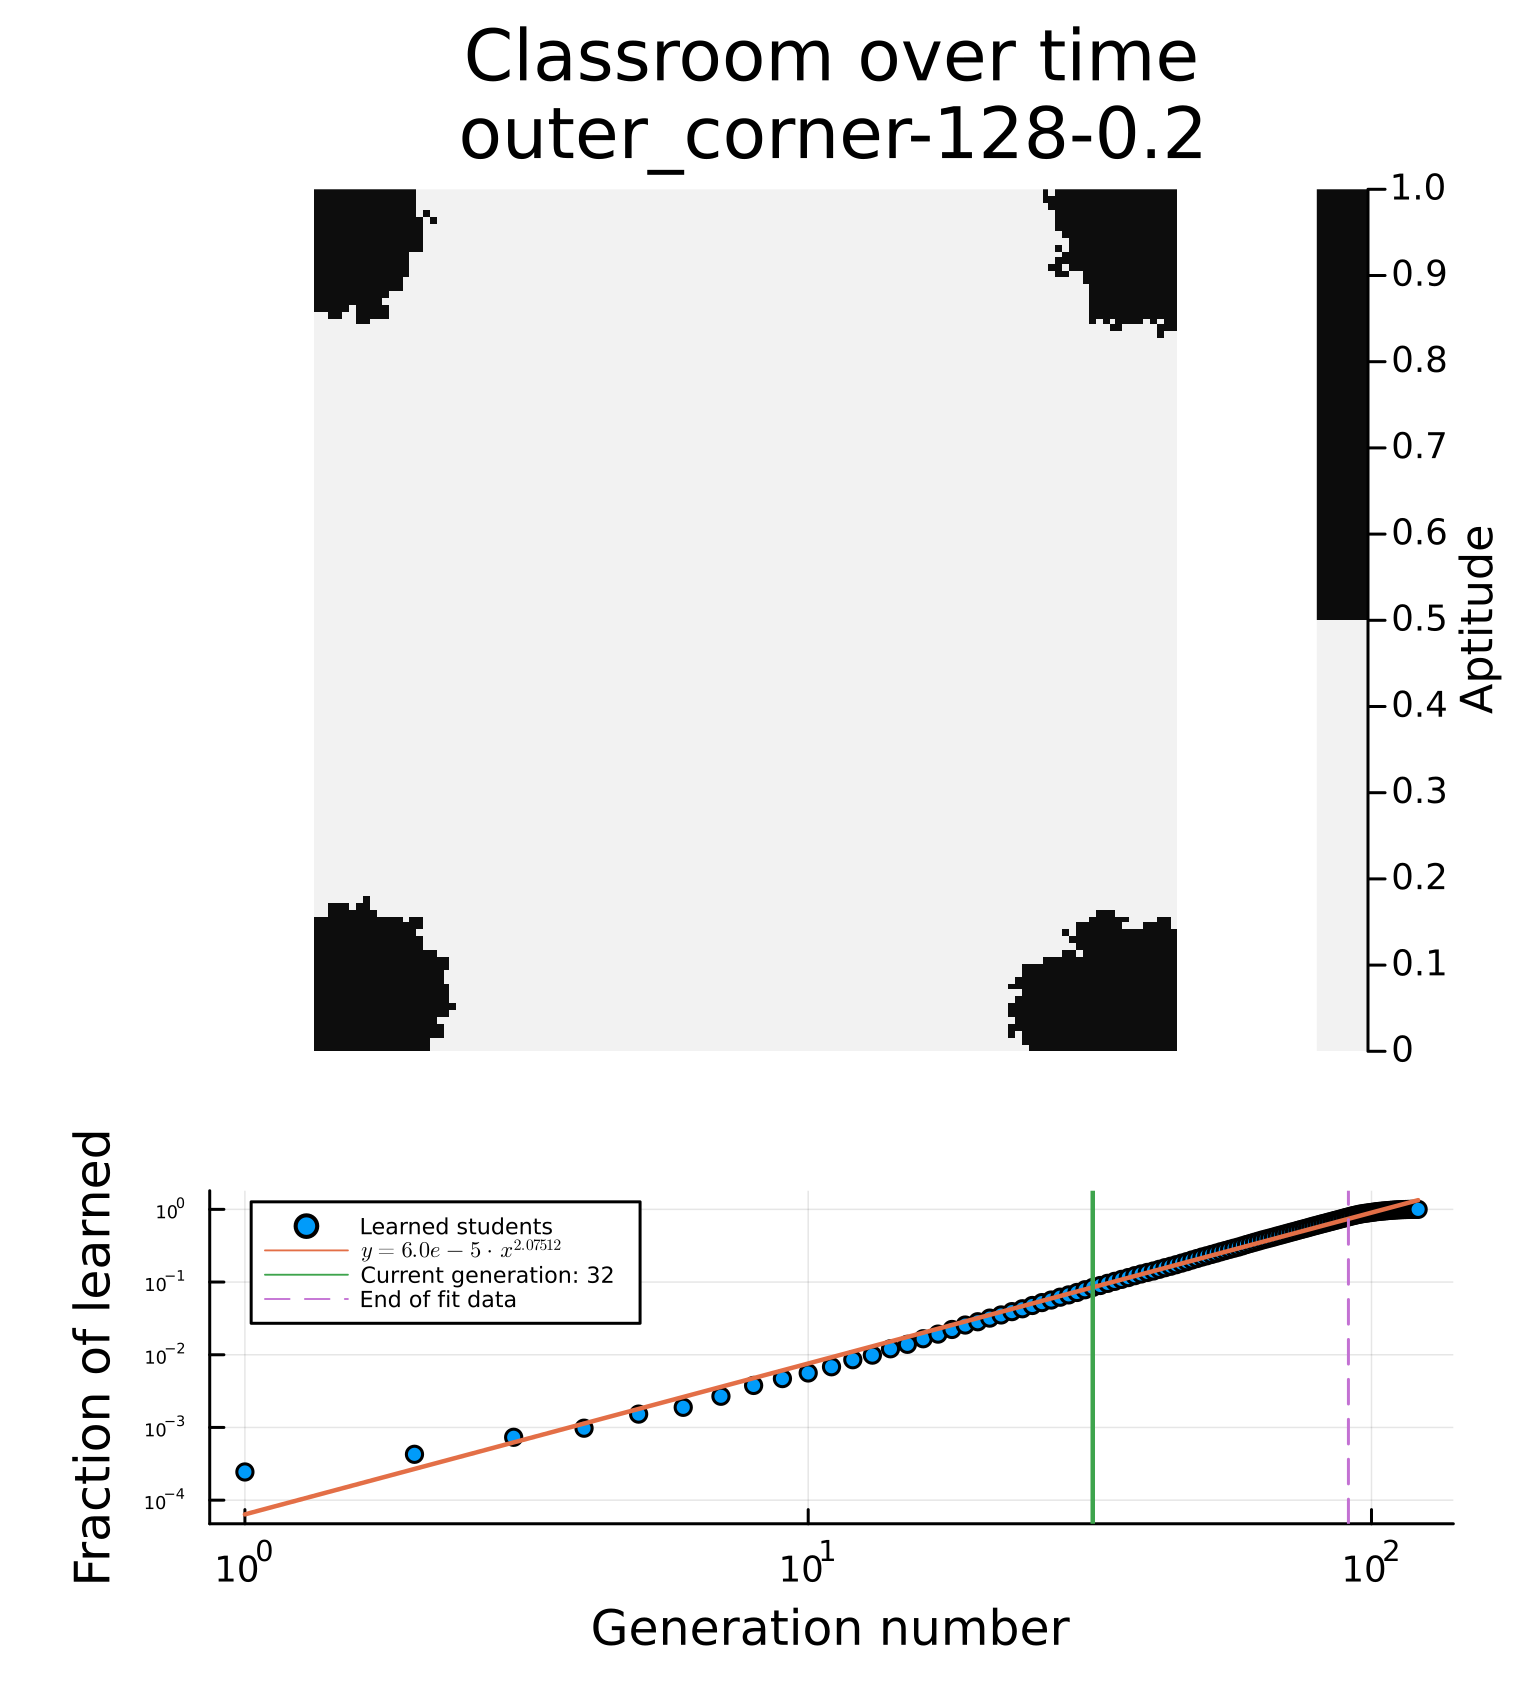 Classroom over time
outer_corner-128-0.2
1.0
0.9
0.8
0.7
0.6
0.5
0.4
0.3
0.2
0.1
0
Aptitude
Fraction of learned
10^0
10^-1
10^-2
10^-3
10^-4
Learned students
y = 6.0e − 5 · x^2.07512
Current generation: 32
End of fit data
10^0
10^1
10^2
Generation number